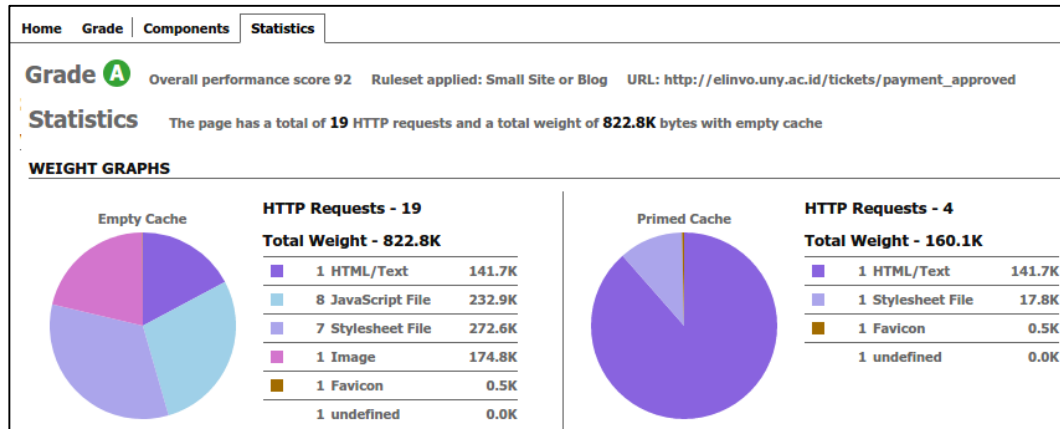 Home Grade Components Statistics
Grade A Overall performance score 92 Ruleset applied: Small Site or Blog URL: http://elinvo.uny.ac.id/tickets/payment_approved
Statistics The page has a total of 19 HTTP requests and a total weight of 822.8K bytes with empty cache
WEIGHT GRAPHS
Empty Cache
HTTP Requests - 19
Total Weight - 822.8K
1 HTML/Text 141.7K
8 JavaScript File 232.9K
7 Stylesheet File 272.6K
1 Image 174.8K
1 Favicon 0.5K
1 undefined 0.0K
Primed Cache
HTTP Requests - 4
Total Weight - 160.1K
1 HTML/Text 141.7K
1 Stylesheet File 17.8K
1 Favicon 0.5K
1 undefined 0.0K